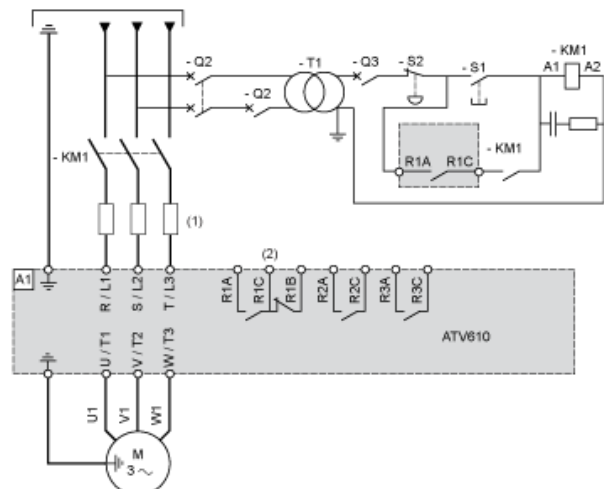 - Q2
- T1
- Q3
- S2
- S1
- KM1
A1
A2
- Q2
- KM1
R1A
R1C
- KM1
(1)
(2)
A1
R / L1
S / L2
T / L3
R1A
R1C
R1B
R2A
R2C
R3A
R3C
ATV610
U / T1
V / T2
W / T3
U1
V1
W1
M
3 ~